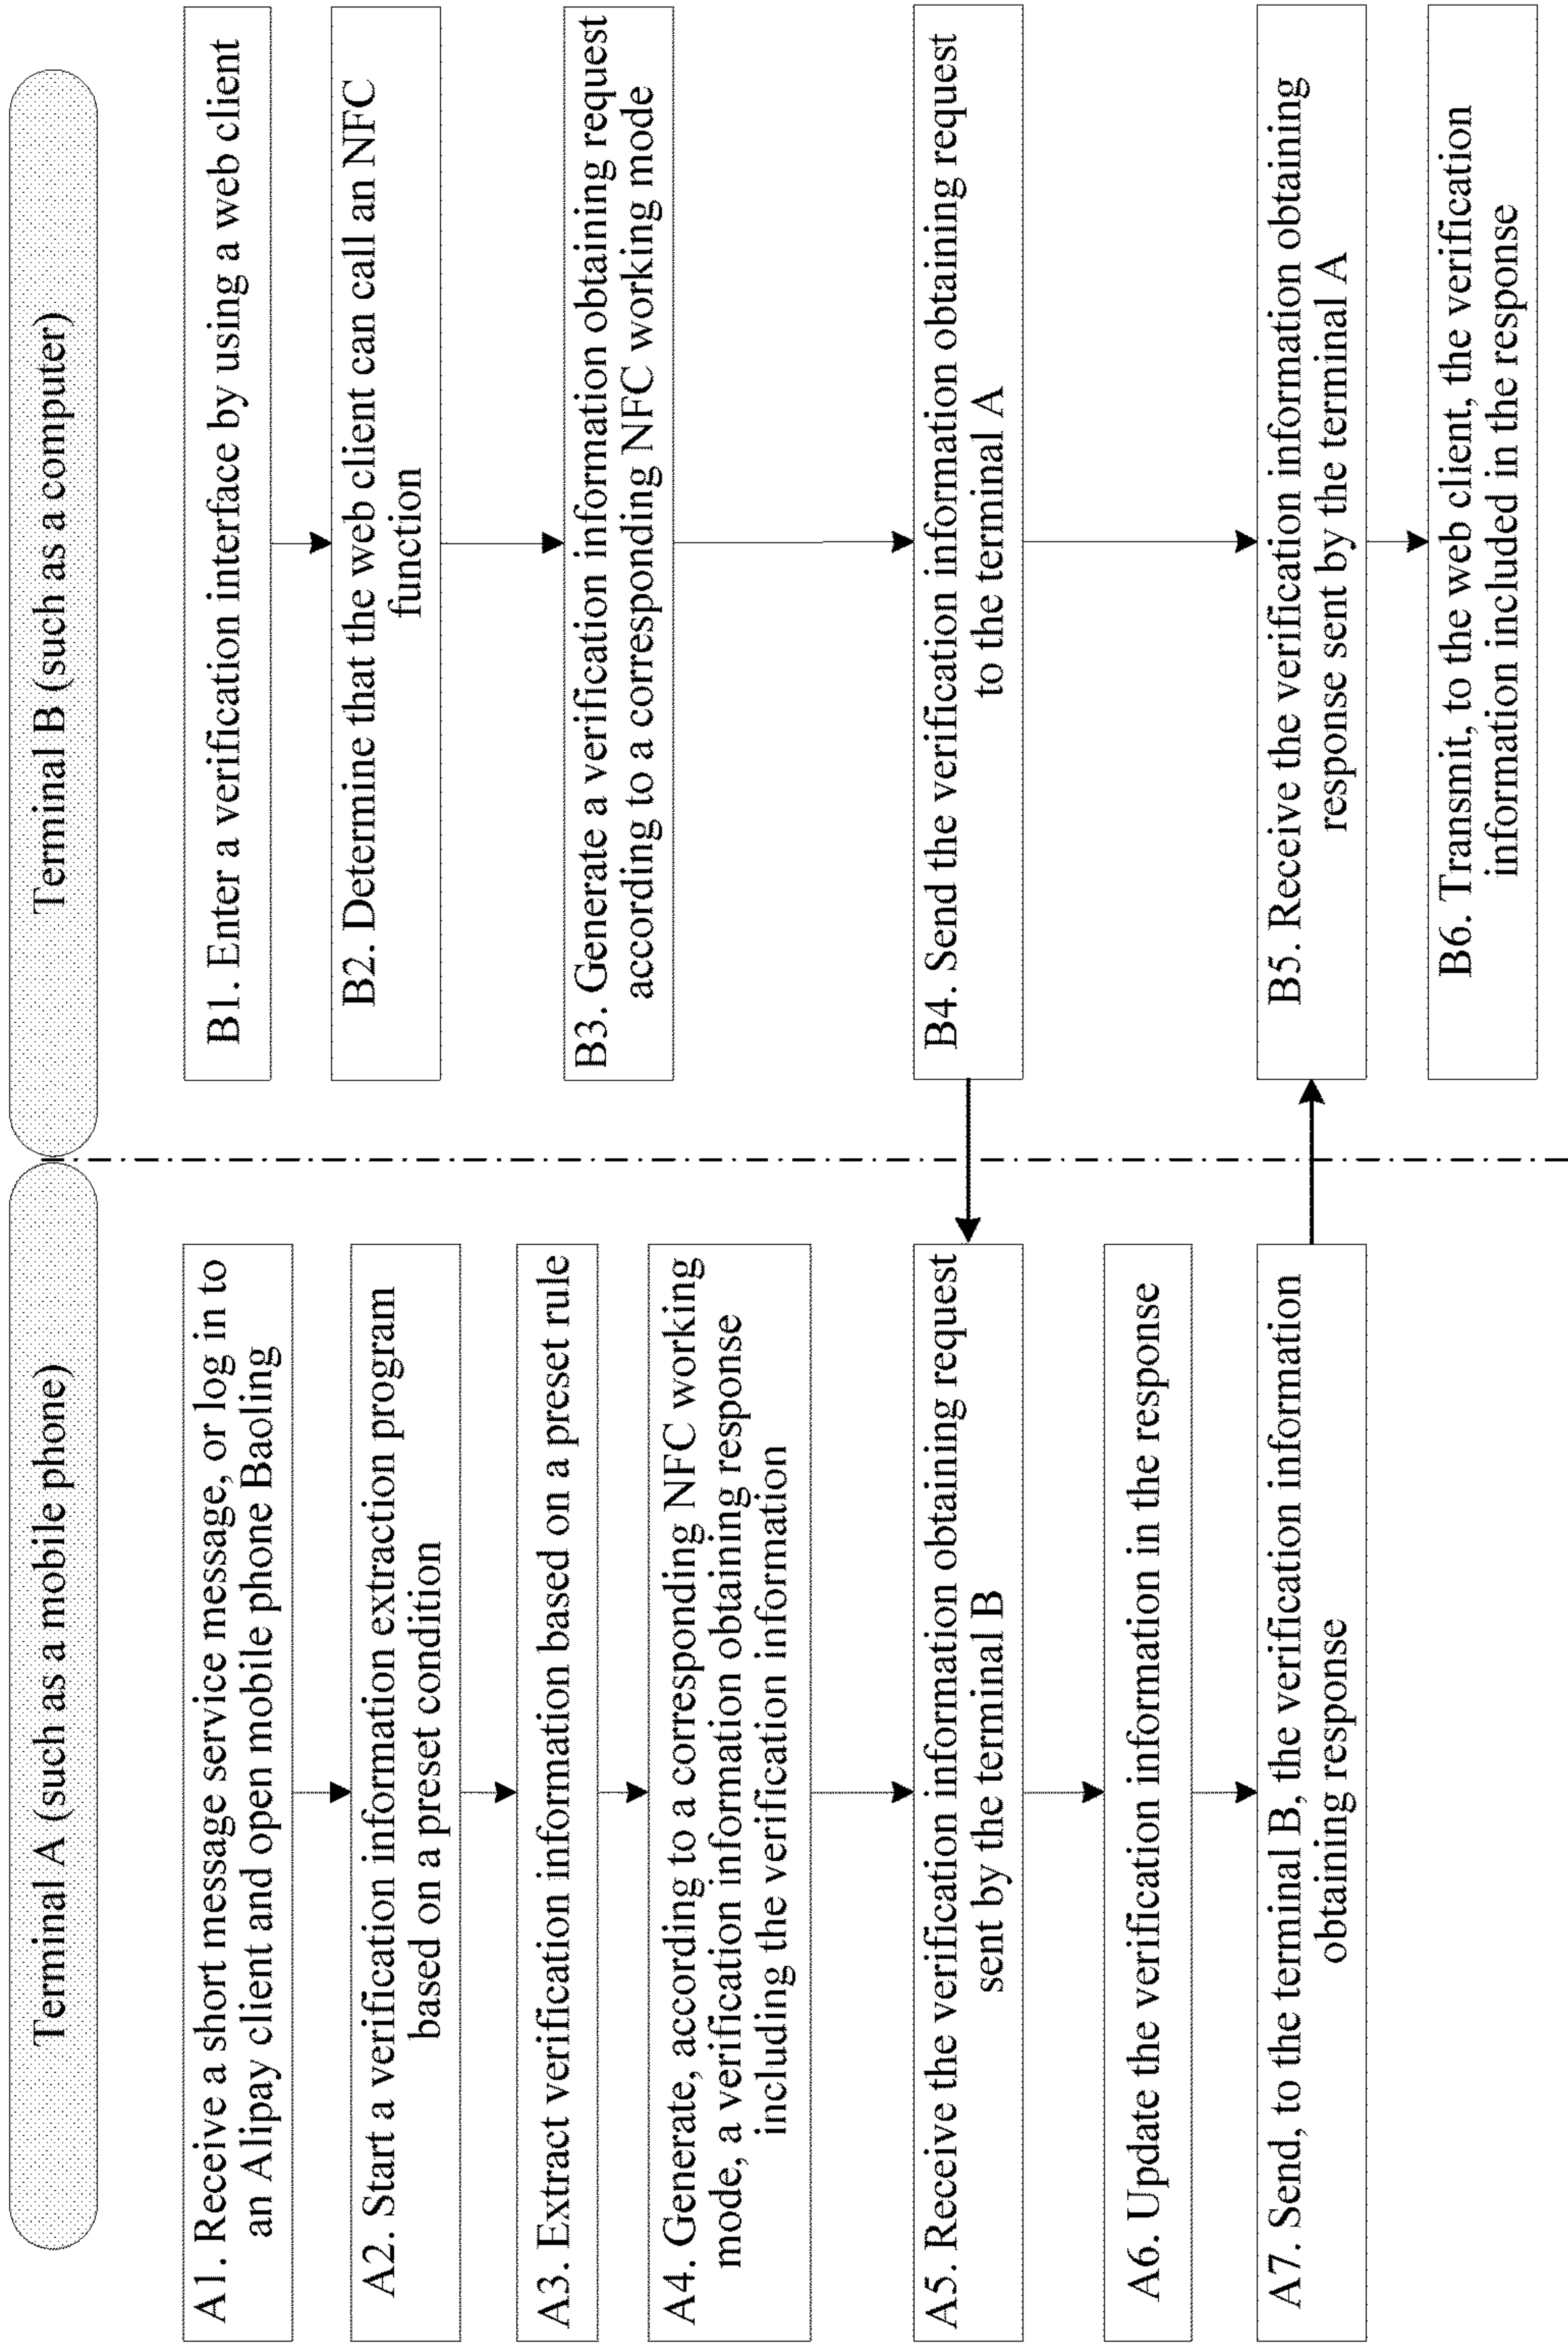 Terminal A (such as a mobile phone)
A1. Receive a short message service message, or log in to
an Alipay client and open mobile phone Baoling
A2. Start a verification information extraction program
based on a preset condition
A3. Extract verification information based on a preset rule
A4. Generate, according to a corresponding NFC working
mode, a verification information obtaining response
including the verification information
A5. Receive the verification information obtaining request
sent by the terminal B
A6. Update the verification information in the response
A7. Send, to the terminal B, the verification information
obtaining response
Terminal B (such as a computer)
B1. Enter a verification interface by using a web client
B2. Determine that the web client can call an NFC
function
B3. Generate a verification information obtaining request
according to a corresponding NFC working mode
B4. Send the verification information obtaining request
to the terminal A
B5. Receive the verification information obtaining
response sent by the terminal A
B6. Transmit, to the web client, the verification
information included in the response